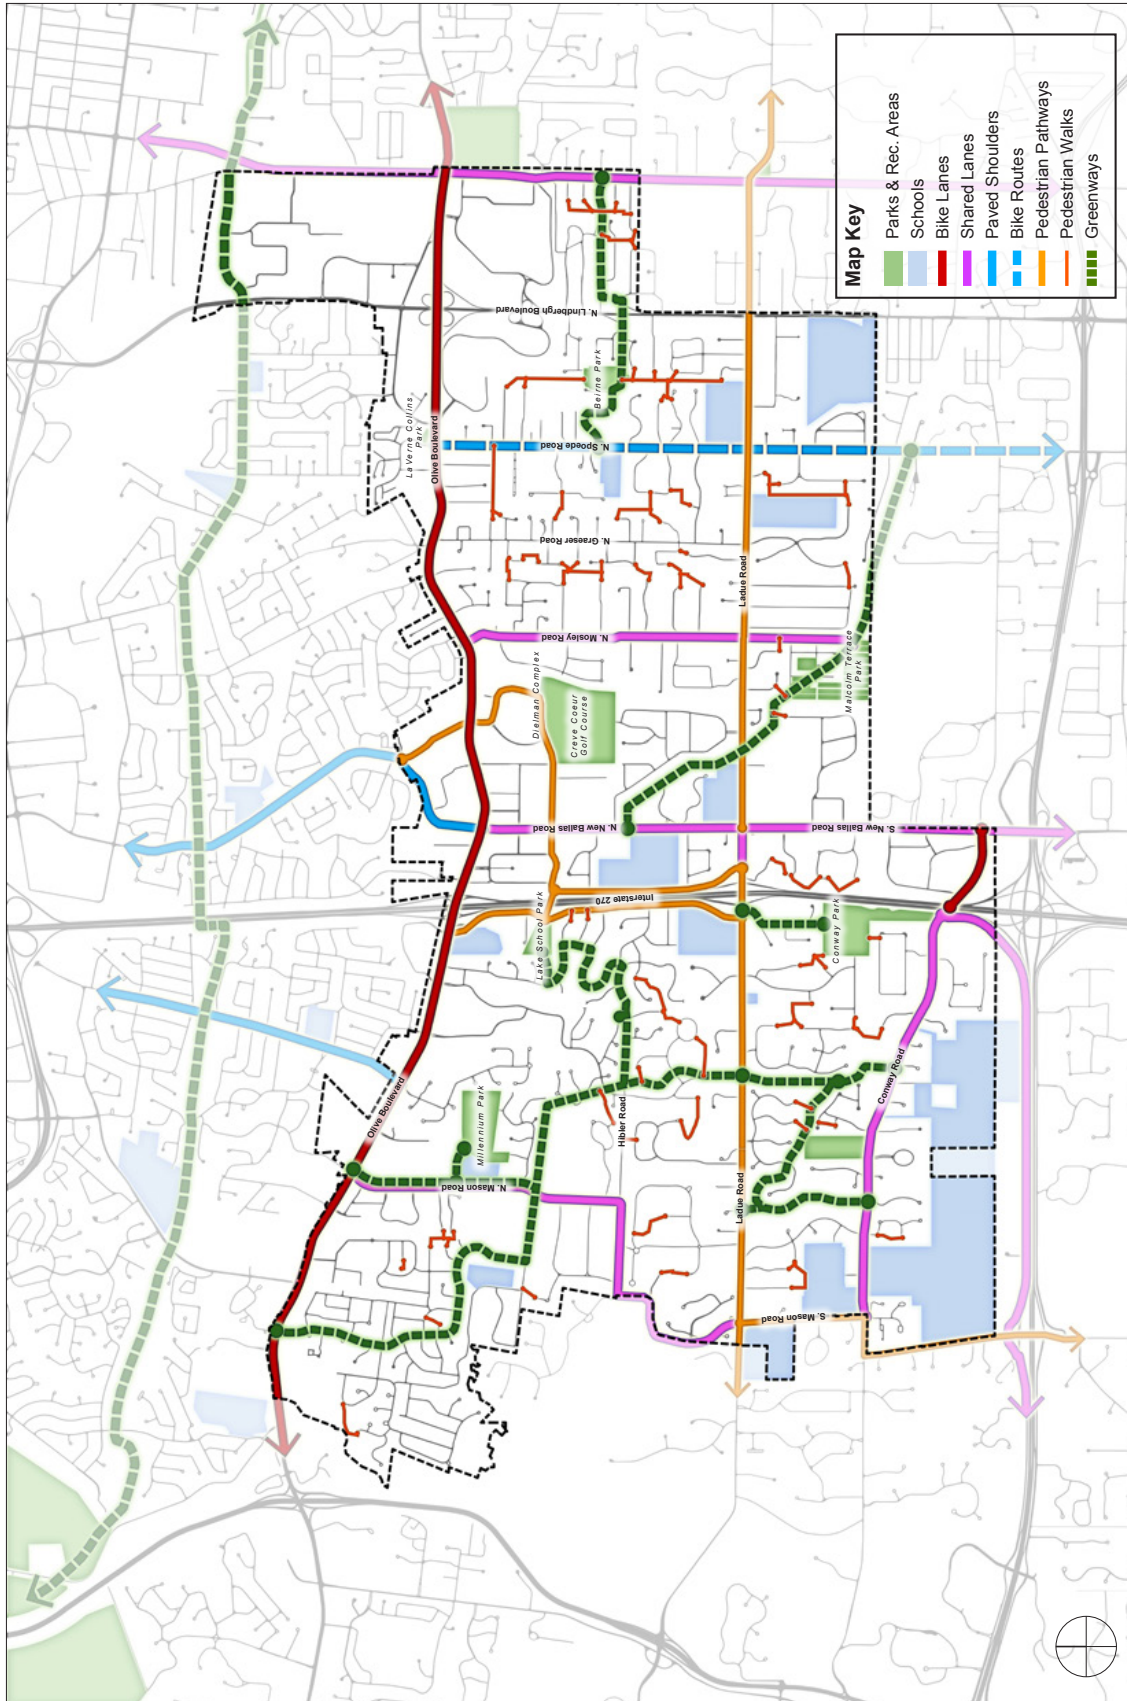 Map Key
Parks & Rec. Areas
Schools
Bike Lanes
Shared Lanes
Paved Shoulders
Bike Routes
Pedestrian Pathways
Pedestrian Walks
Greenways
Olive Boulevard
N. Mason Road
Millennium Park
Hibler Road
Ladue Road
S. Mason Road
Conway Road
Conway Park
Lake School Park
Interstate 270
N. New Ballas Road
S. New Ballas Road
Dielman Complex
Creve Coeur
Golf Course
N. Mosley Road
Malcolm Terrace
Park
Ladue Road
N. Graeser Road
Olive Boulevard
LaVerne Collins
Park
N. Spoede Road
Beirne Park
N. Lindbergh Boulevard